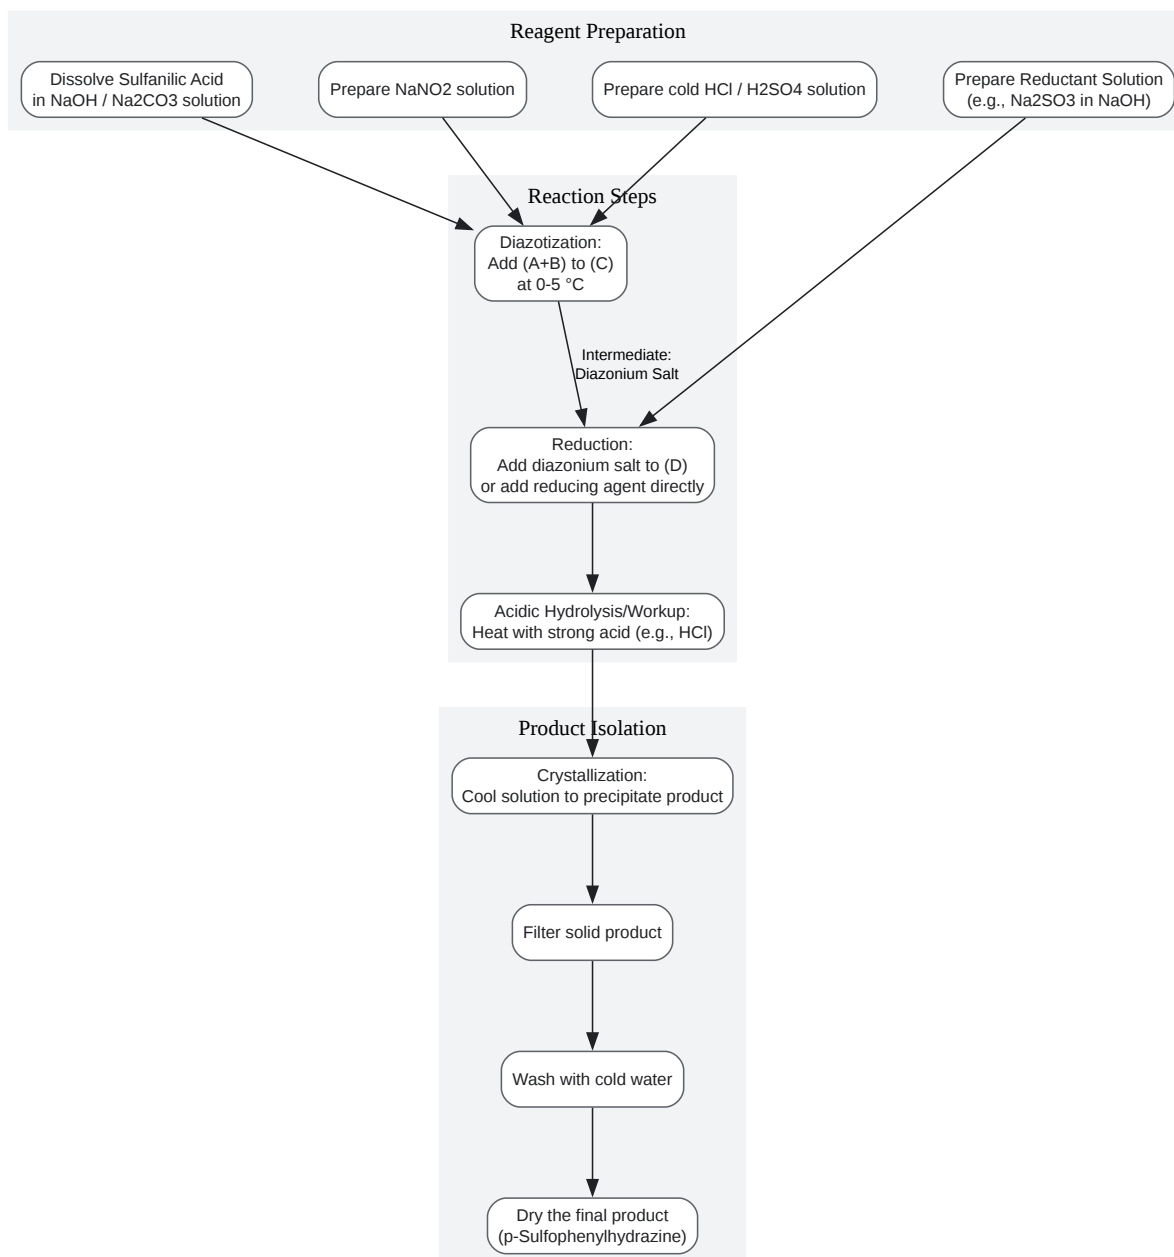 Reagent Preparation
Dissolve Sulfanilic Acid
in NaOH / Na2CO3 solution
Prepare NaNO2 solution
Prepare cold HCl / H2SO4 solution
Prepare Reductant Solution
(e.g., Na2SO3 in NaOH)
Reaction Steps
Diazotization:
Add (A+B) to (C)
at 0-5 °C
Intermediate:
Diazonium Salt
Reduction:
Add diazonium salt to (D)
or add reducing agent directly
Acidic Hydrolysis/Workup:
Heat with strong acid (e.g., HCl)
Product Isolation
Crystallization:
Cool solution to precipitate product
Filter solid product
Wash with cold water
Dry the final product
(p-Sulfophenylhydrazine)